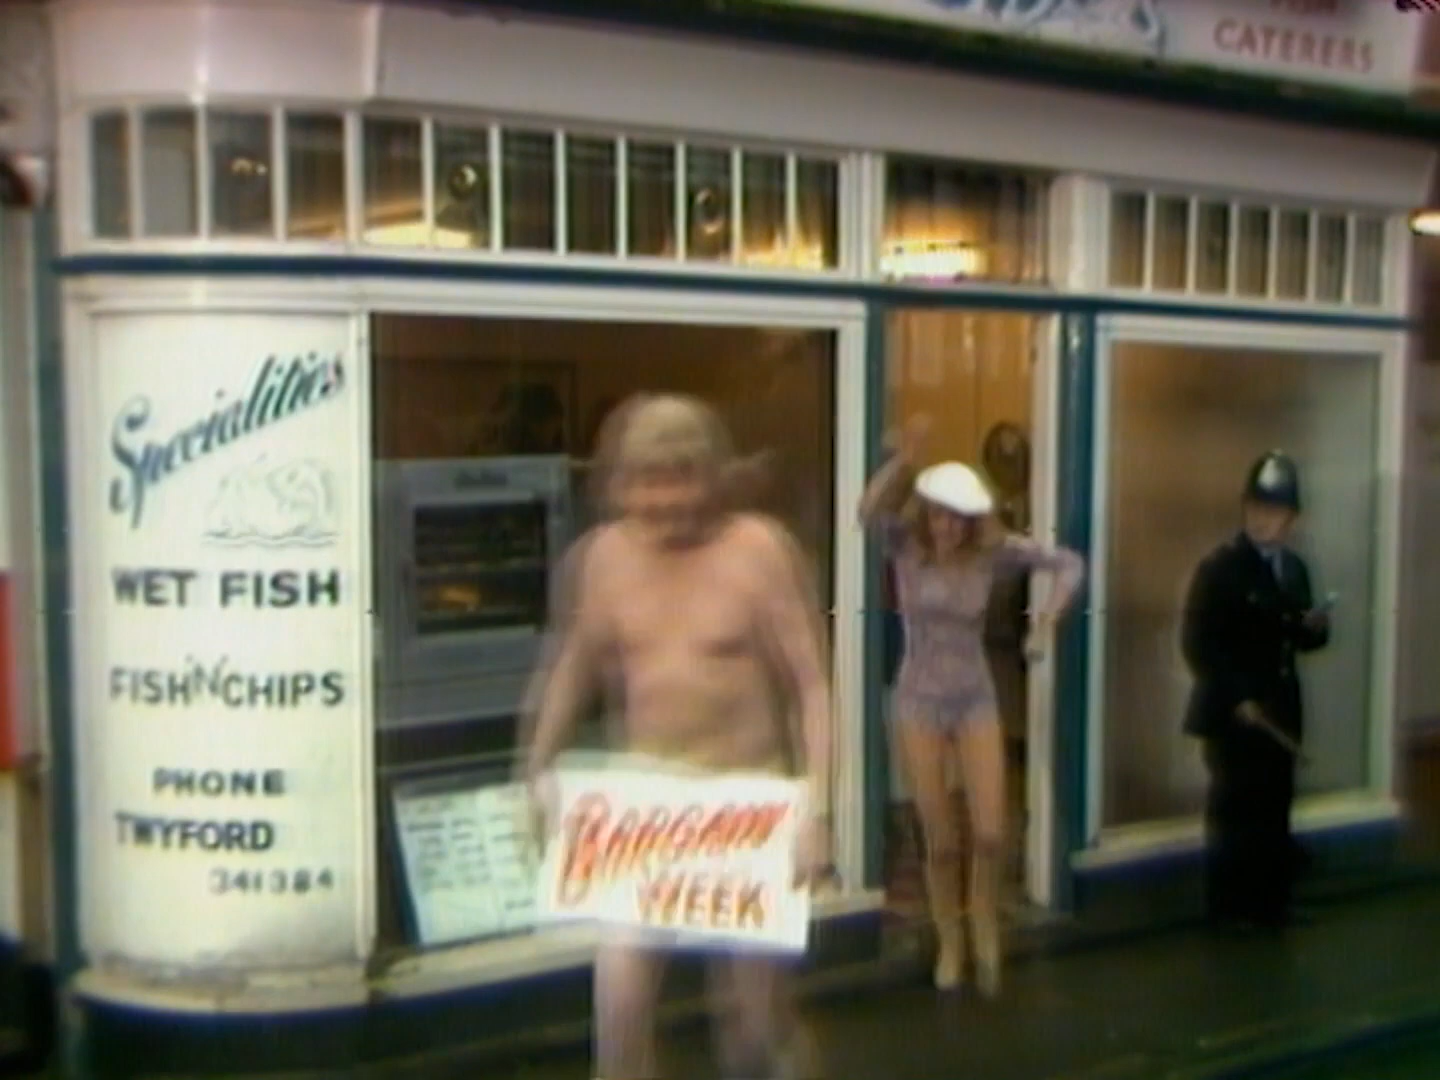 CATERERS
Specialities
WET FISH
FISH'N'CHIPS
PHONE
TWYFORD
341384
BARGAIN
WEEK